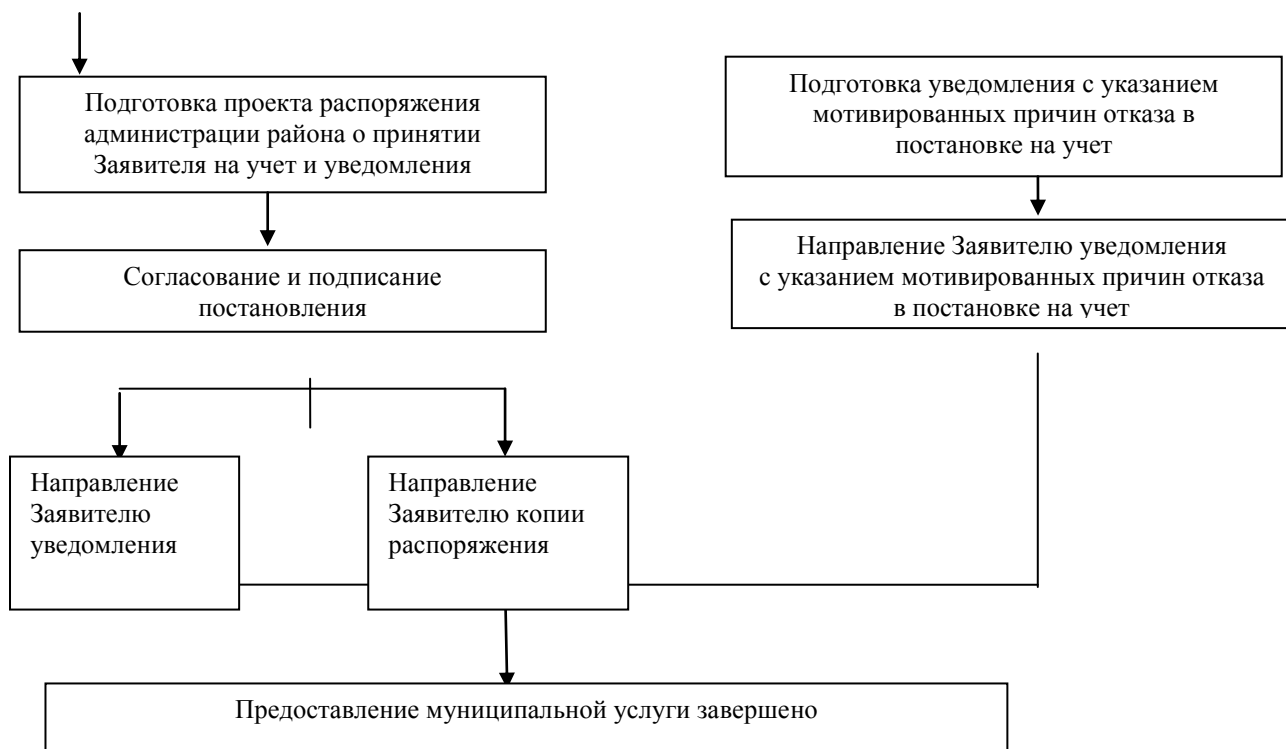 Подготовка проекта распоряжения
администрации района о принятии
Заявителя на учет и уведомления
Подготовка уведомления с указанием
мотивированных причин отказа в
постановке на учет
Согласование и подписание
постановления
Направление Заявителю уведомления
с указанием мотивированных причин отказа
в постановке на учет
Направление
Заявителю
уведомления
Направление
Заявителю копии
распоряжения
Предоставление муниципальной услуги завершено